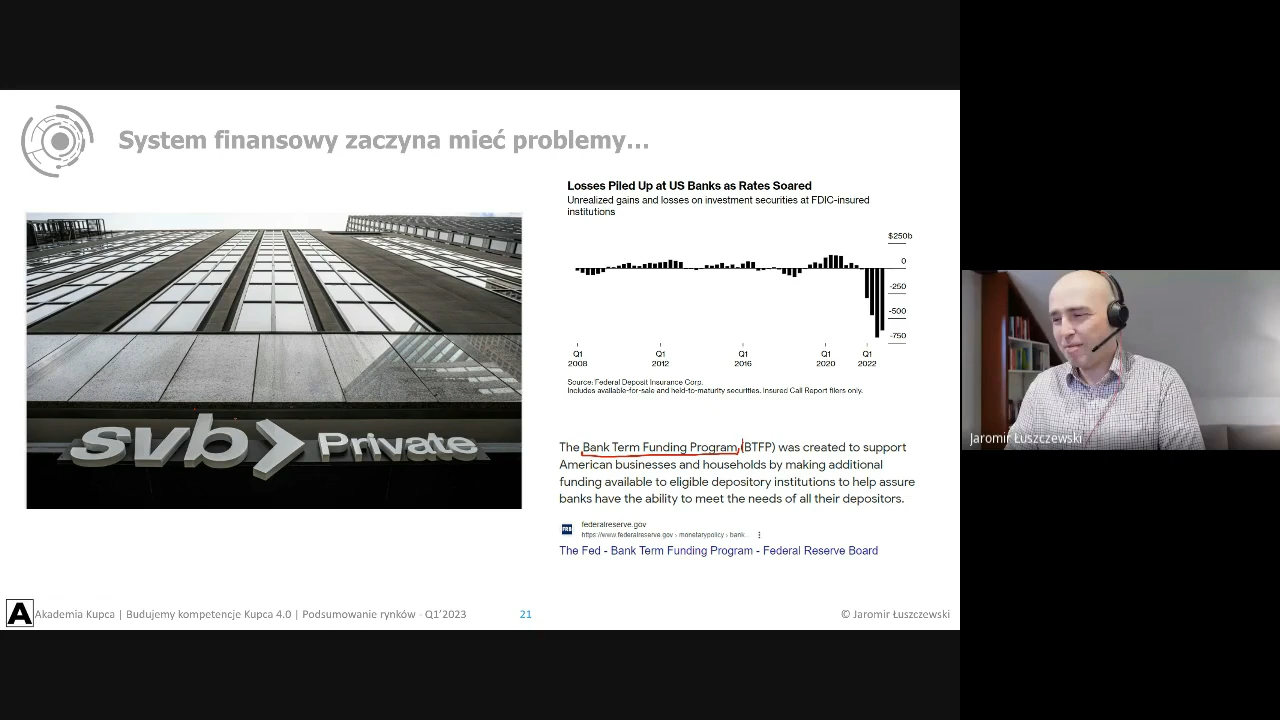 System finansowy zaczyna mieć problemy...
Losses Piled Up at US Banks as Rates Soared
Unrealized gains and losses on investment securities at FDIC-insured
institutions
$250b
0
-250
-500
-750
Q1 Q1 Q1 Q1 Q1
2008 2012 2016 2020 2022
Source: Federal Deposit Insurance Corp.
Includes available-for-sale and held-to-maturity securities. Insured Call Report filers only.
svb> Private
The Bank Term Funding Program (BTFP) was created to support
American businesses and households by making additional
funding available to eligible depository institutions to help assure
banks have the ability to meet the needs of all their depositors.
FRB
federalreserve.gov
https://www.federalreserve.gov › monetarypolicy › bank...
The Fed - Bank Term Funding Program - Federal Reserve Board
A Akademia Kupca | Budujemy kompetencje Kupca 4.0 | Podsumowanie rynków - Q1'2023
21
© Jaromir Łuszczewski
Jaromir Łuszczewski